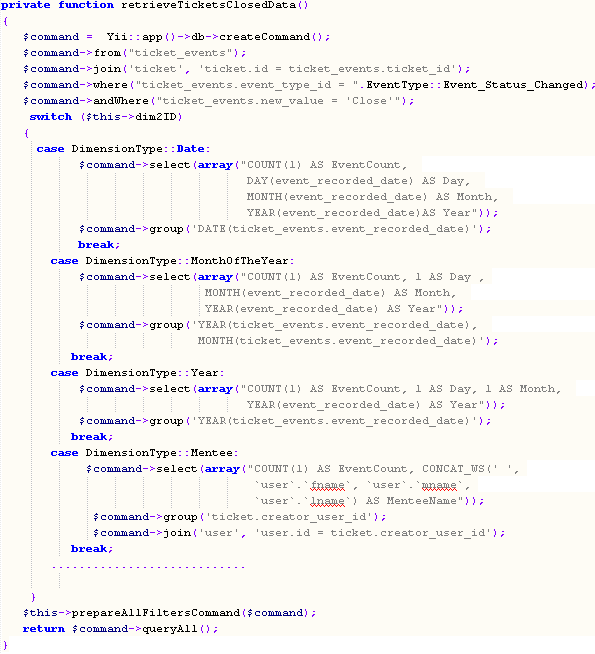 private function retrieveTicketsClosedData()
{
$command =  Yii::app()->db->createCommand();
$command->from("ticket_events");
$command->join('ticket', 'ticket.id = ticket_events.ticket_id');
$command->where("ticket_events.event_type_id = ".EventType::Event_Status_Changed);
$command->andWhere("ticket_events.new_value = 'Close'");
switch ($this->dim2ID)
{
case DimensionType::Date:
$command->select(array("COUNT(1) AS EventCount,
DAY(event_recorded_date) AS Day,
MONTH(event_recorded_date) AS Month,
YEAR(event_recorded_date)AS Year"));
$command->group('DATE(ticket_events.event_recorded_date)');
break;
case DimensionType::MonthOfTheYear:
$command->select(array("COUNT(1) AS EventCount, 1 AS Day ,
MONTH(event_recorded_date) AS Month,
YEAR(event_recorded_date) AS Year"));
$command->group('YEAR(ticket_events.event_recorded_date),
MONTH(ticket_events.event_recorded_date)');
break;
case DimensionType::Year:
$command->select(array("COUNT(1) AS EventCount, 1 AS Day, 1 AS Month,
YEAR(event_recorded_date) AS Year"));
$command->group('YEAR(ticket_events.event_recorded_date)');
break;
case DimensionType::Mentee:
$command->select(array("COUNT(1) AS EventCount, CONCAT_WS(' ',
`user`.`fname`, `user`.`mname`,
`user`.`lname`) AS MenteeName"));
$command->group('ticket.creator_user_id');
$command->join('user', 'user.id = ticket.creator_user_id');
break;
----------------------------
}
$this->prepareAllFiltersCommand($command);
return $command->queryAll();
}